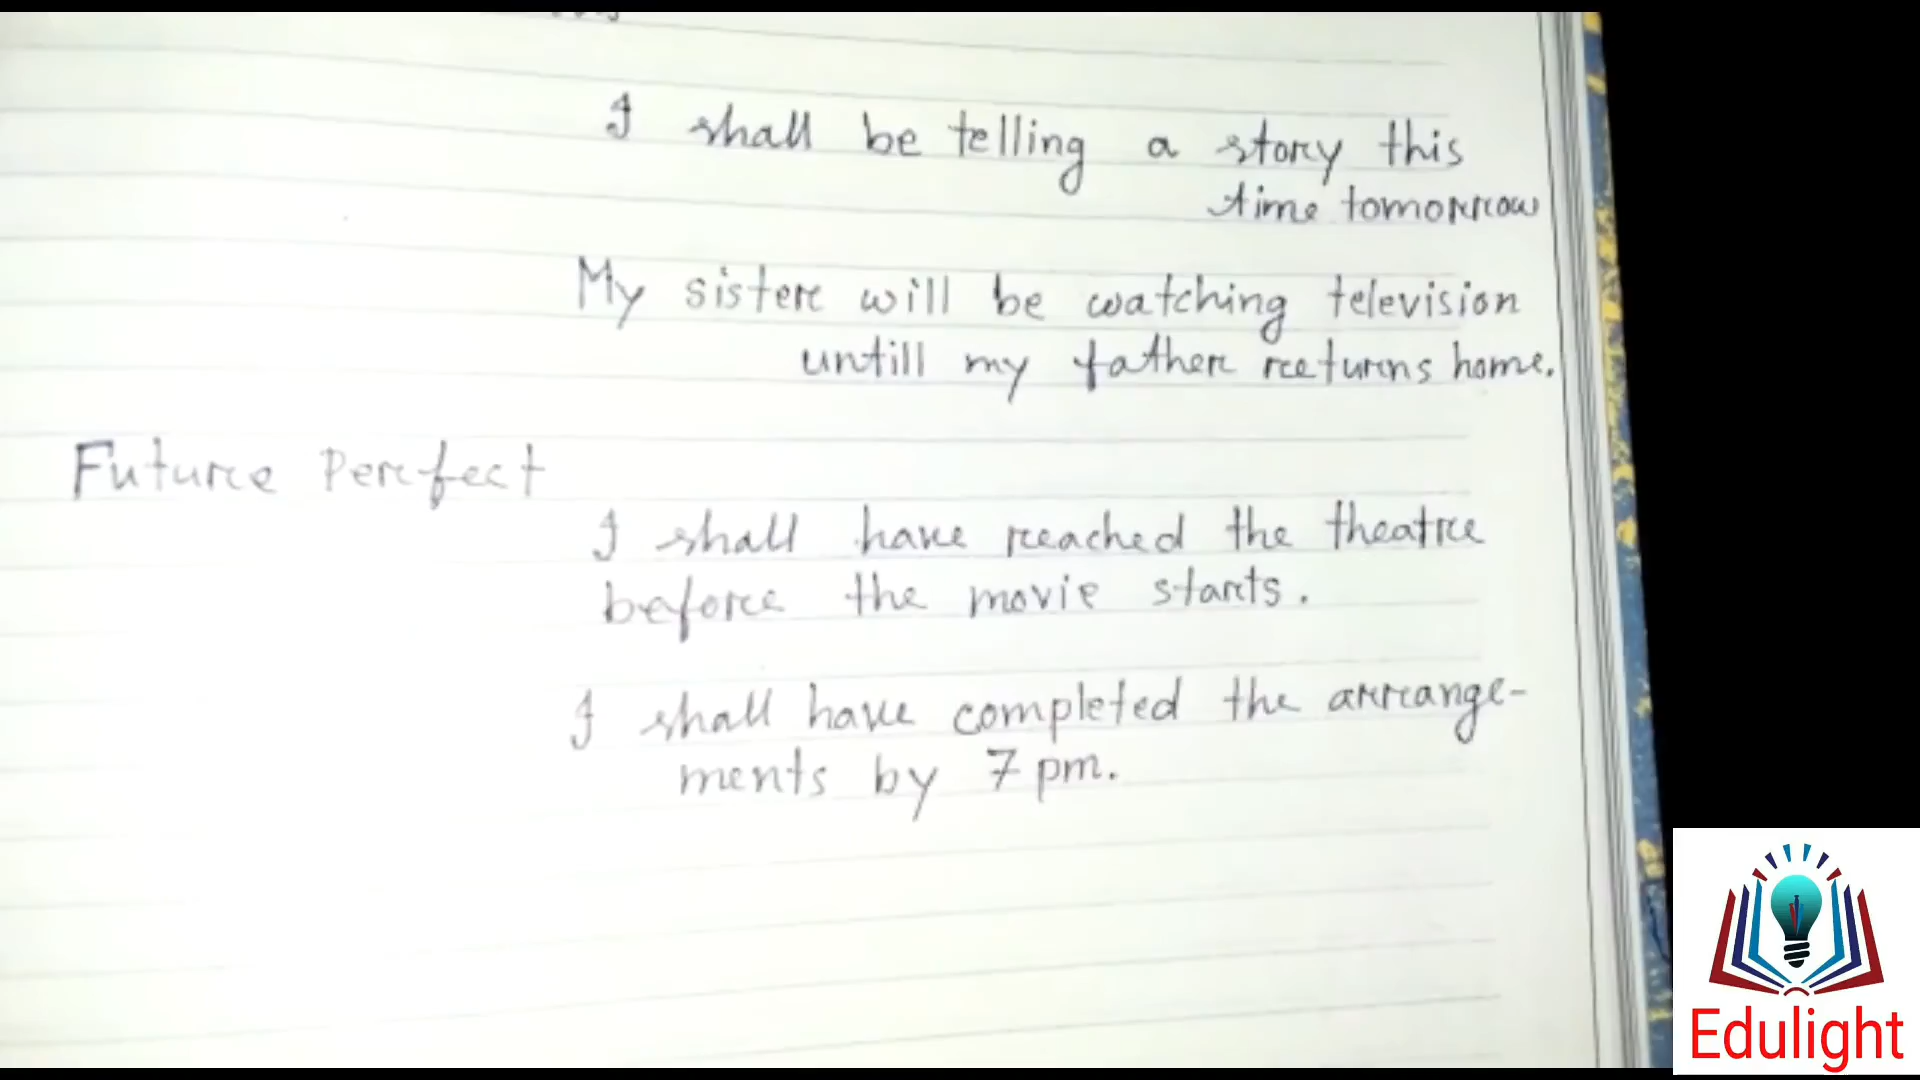 I shall be telling a story this
time tomorrow
My sister will be watching television
untill my father returns home.
Future Perfect
I shall have reached the theatre
before the movie starts.
I shall have completed the arrange-
ments by 7 pm.
Edulight